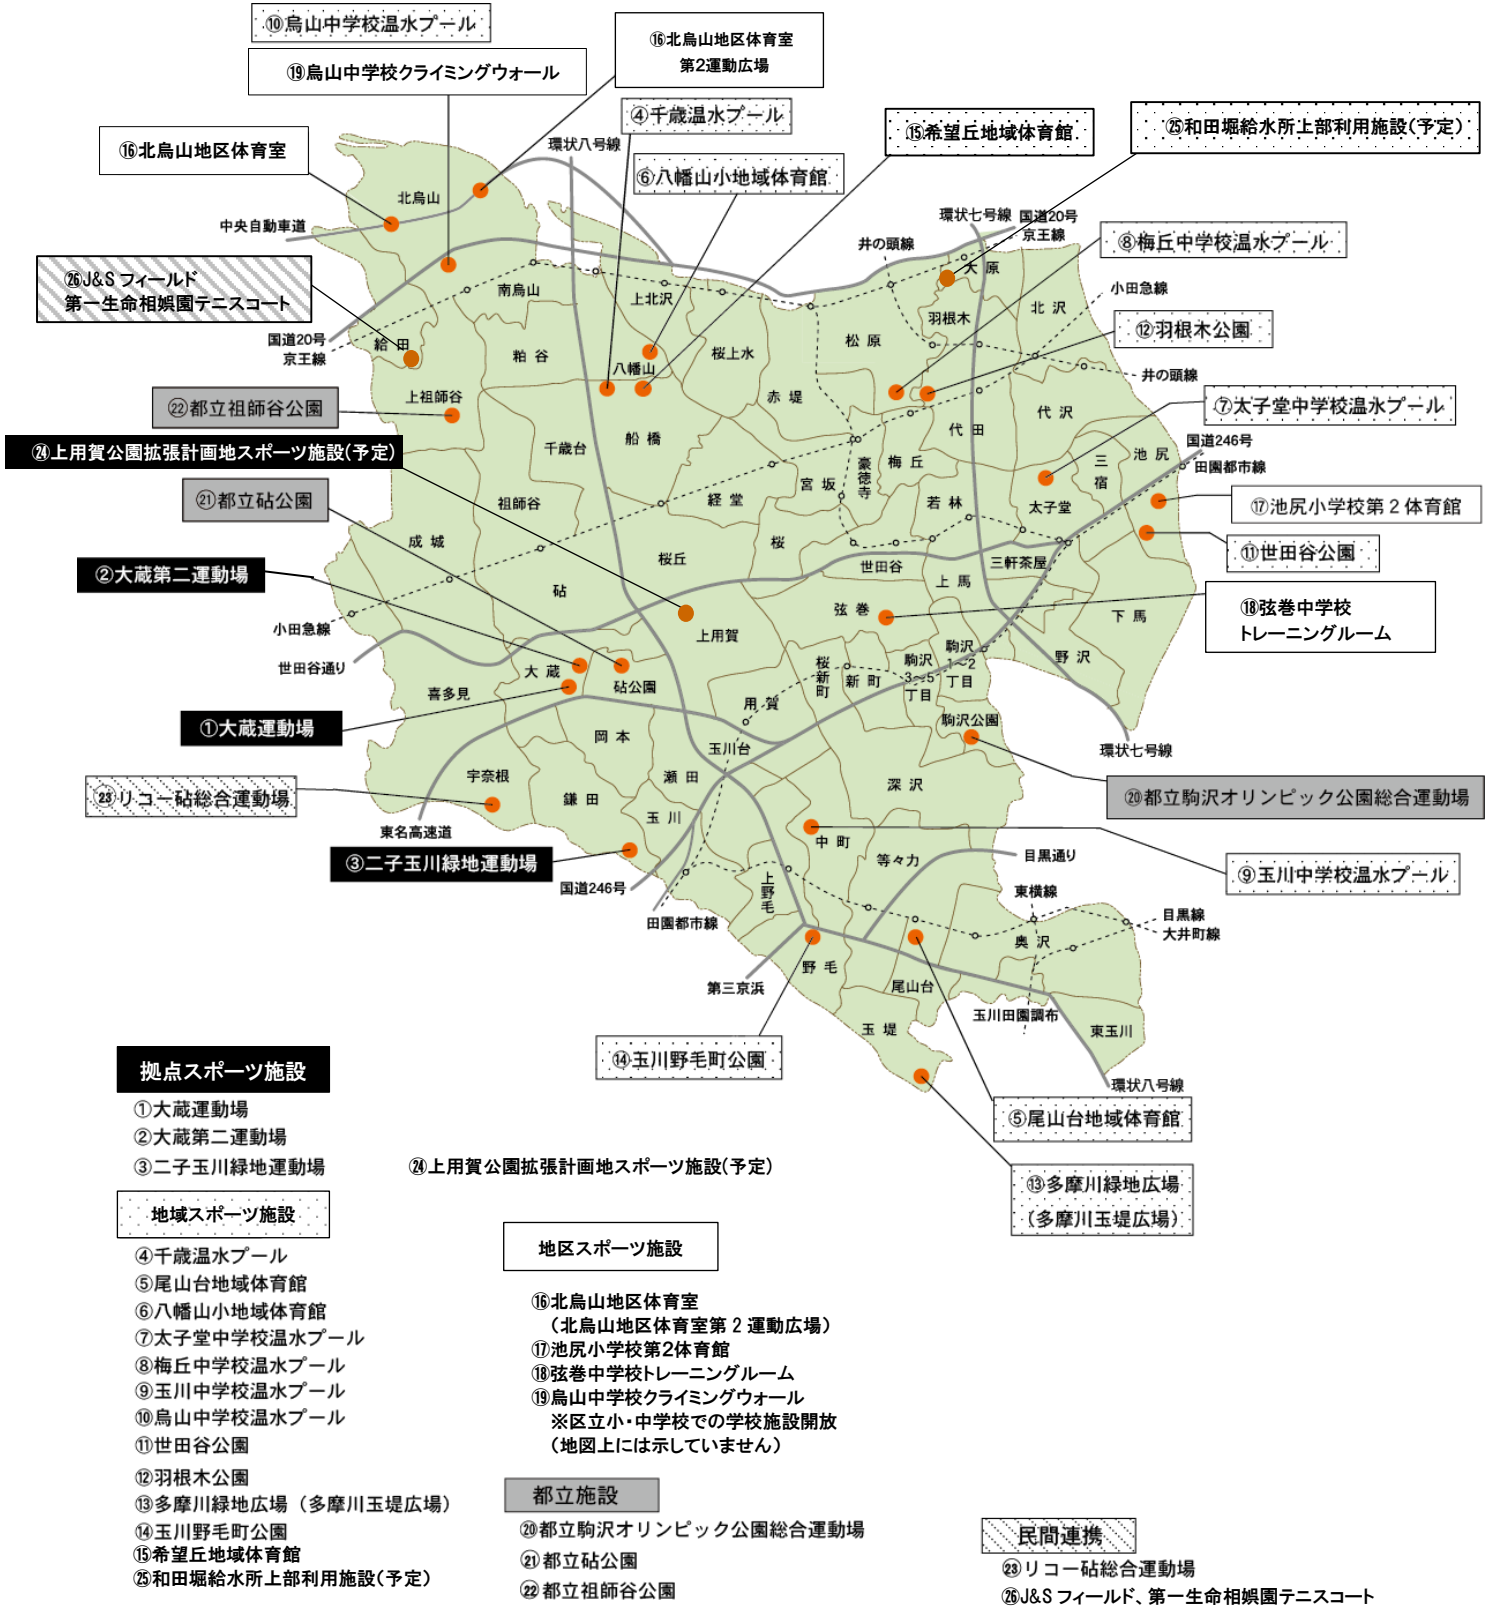 ⑩烏山中学校温水プール
⑲烏山中学校クライミングウォール
⑯北烏山地区体育室
第2運動広場
④千歳温水プール
⑮希望丘地域体育館
㉕和田堀給水所上部利用施設(予定)
⑯北烏山地区体育室
環状八号線
⑥八幡山小地域体育館
北烏山
中央自動車道
環状七号線
国道20号
京王線
井の頭線
⑧梅丘中学校温水プール
㉖J&Sフィールド
第一生命相娯園テニスコート
大原
南烏山
上北沢
小田急線
北沢
羽根木
⑫羽根木公園
国道20号
京王線
給田
粕谷
八幡山
桜上水
松原
井の頭線
上祖師谷
赤堤
㉒都立祖師谷公園
⑦太子堂中学校温水プール
代沢
代田
船橋
千歳台
㉔上用賀公園拡張計画地スポーツ施設(予定)
国道246号
田園都市線
池尻
三宿
梅丘
豪徳寺
宮坂
経堂
㉑都立砧公園
祖師谷
若林
太子堂
⑰池尻小学校第2体育館
成城
桜
桜丘
⑪世田谷公園
世田谷
三軒茶屋
上馬
②大蔵第二運動場
砧
弦巻
下馬
⑱弦巻中学校
トレーニングルーム
小田急線
上用賀
世田谷通り
大蔵
砧公園
桜新町
新町
駒沢
3～5
丁目
駒沢
1～2
丁目
野沢
喜多見
用賀
①大蔵運動場
駒沢公園
岡本
玉川台
環状七号線
宇奈根
瀬田
深沢
㉓リコー砧総合運動場
鎌田
玉川
⑳都立駒沢オリンピック公園総合運動場
東名高速道
中町
等々力
目黒通り
③二子玉川緑地運動場
国道246号
上野毛
⑨玉川中学校温水プール
東横線
田園都市線
目黒線
大井町線
奥沢
野毛
第三京浜
尾山台
玉川田園調布
玉堤
東玉川
⑭玉川野毛町公園
環状八号線
⑤尾山台地域体育館
⑬多摩川緑地広場
(多摩川玉堤広場)
拠点スポーツ施設
①大蔵運動場
②大蔵第二運動場
③二子玉川緑地運動場
㉔上用賀公園拡張計画地スポーツ施設(予定)
地域スポーツ施設
④千歳温水プール
⑤尾山台地域体育館
⑥八幡山小地域体育館
⑦太子堂中学校温水プール
⑧梅丘中学校温水プール
⑨玉川中学校温水プール
⑩烏山中学校温水プール
⑪世田谷公園
⑫羽根木公園
⑬多摩川緑地広場（多摩川玉堤広場）
⑭玉川野毛町公園
⑮希望丘地域体育館
㉕和田堀給水所上部利用施設(予定)
地区スポーツ施設
⑯北烏山地区体育室
（北烏山地区体育室第２運動広場）
⑰池尻小学校第2体育館
⑱弦巻中学校トレーニングルーム
⑲烏山中学校クライミングウォール
※区立小・中学校での学校施設開放
（地図上には示していません）
都立施設
⑳都立駒沢オリンピック公園総合運動場
㉑都立砧公園
㉒都立祖師谷公園
民間連携
㉓リコー砧総合運動場
㉖J&Sフィールド、第一生命相娯園テニスコート